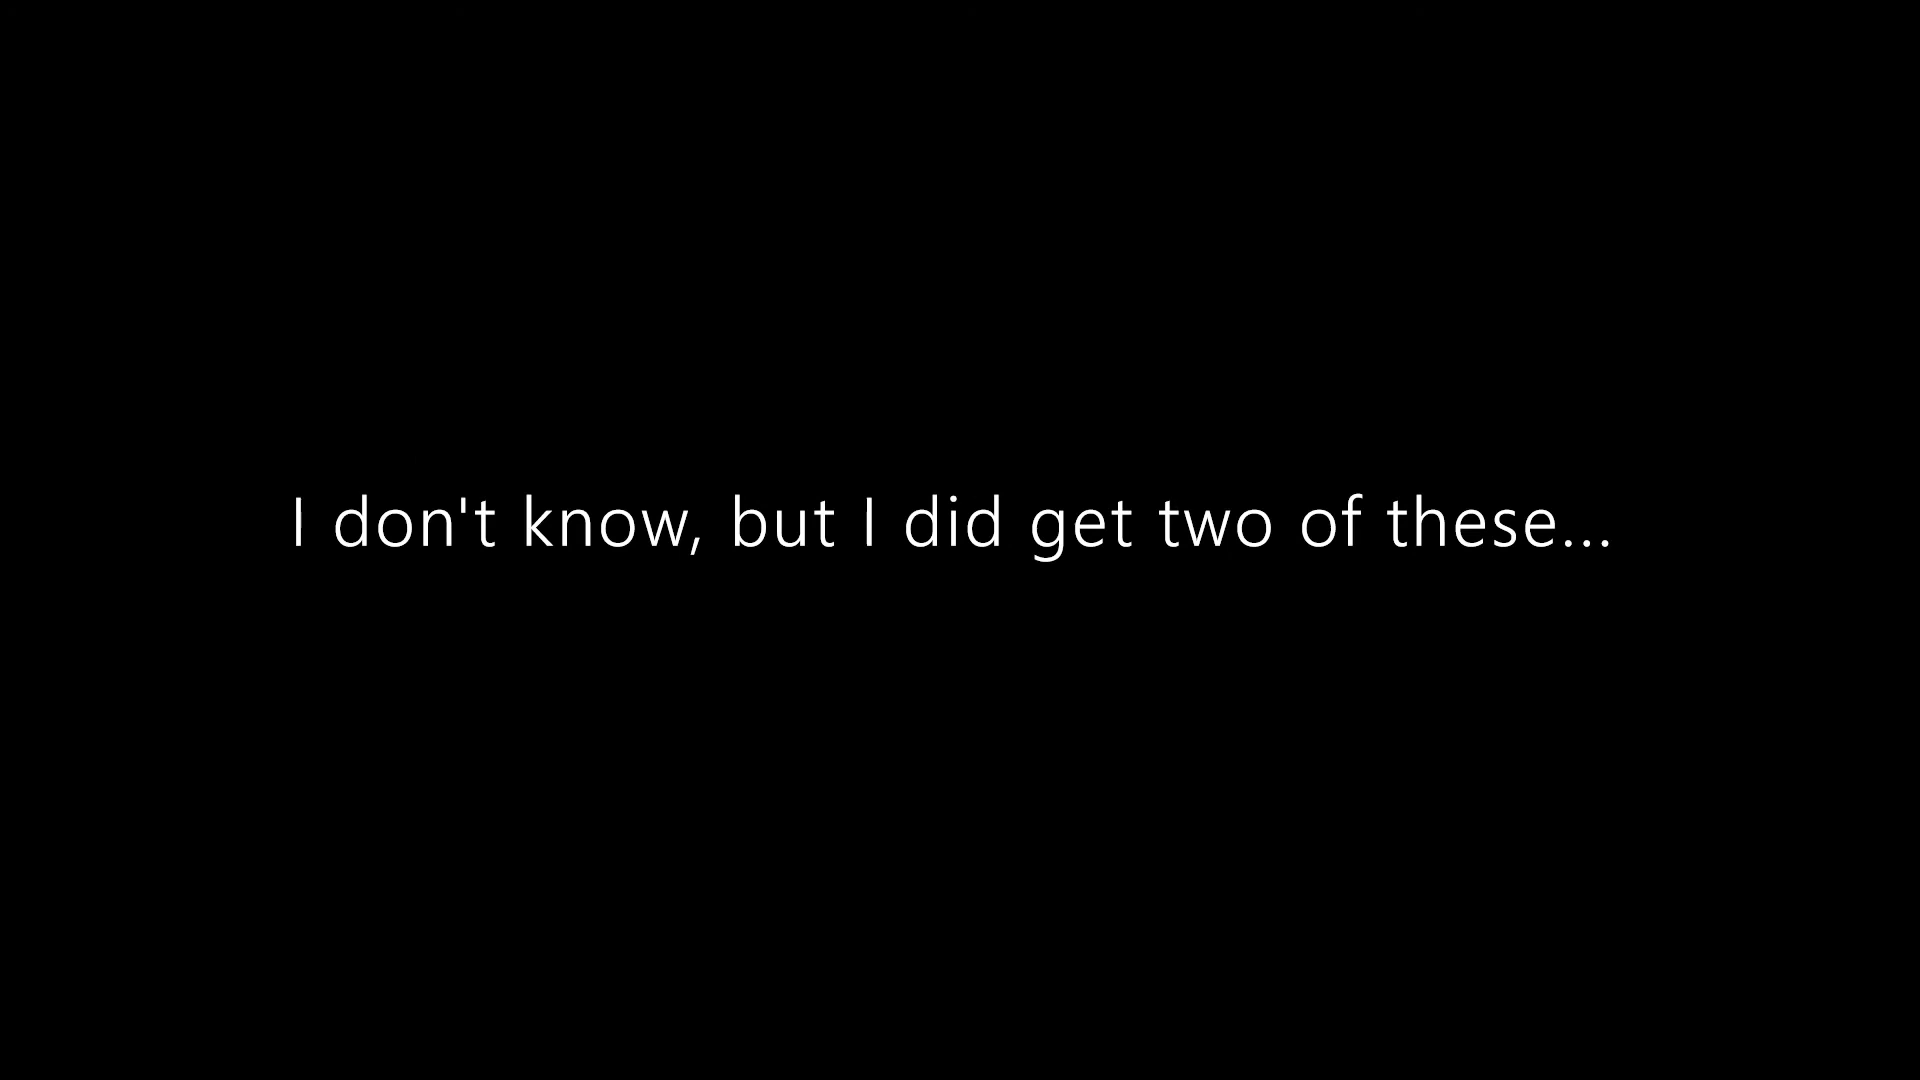 I don't know, but I did get two of these...